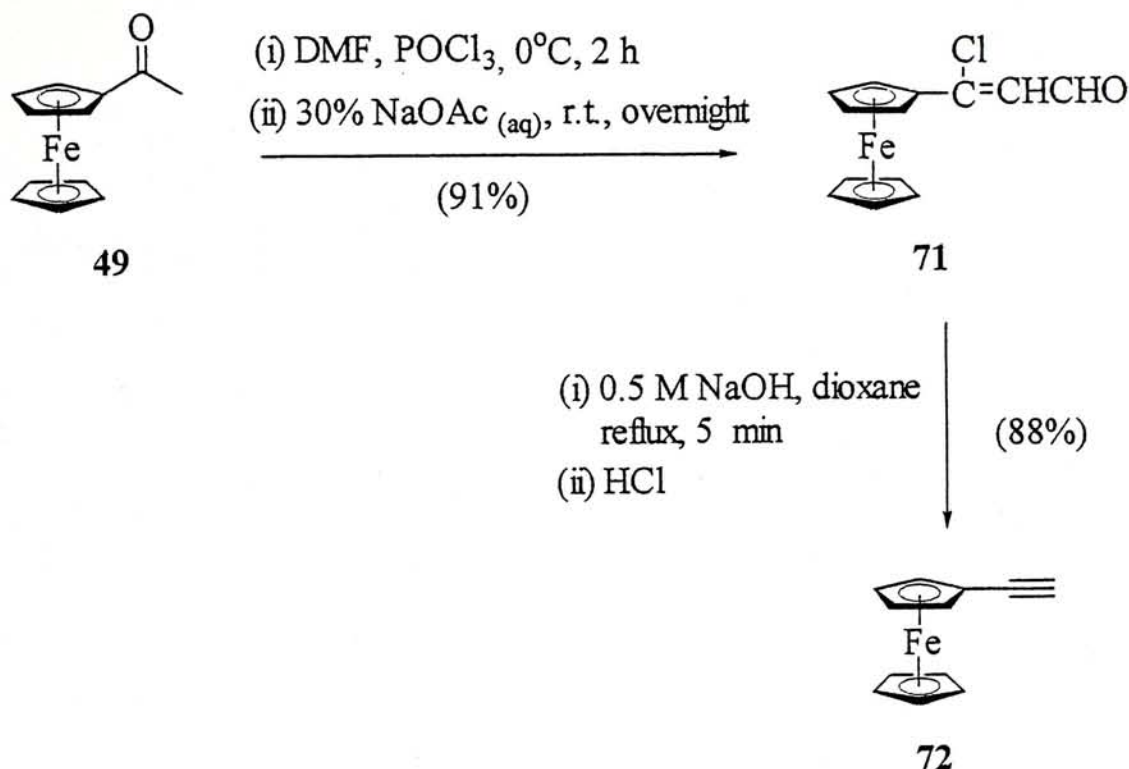 O
(i) DMF, POCl₃, 0°C, 2 h
(ii) 30% NaOAc (aq), r.t., overnight
(91%)
Fe
49
Cl
C=CHCHO
Fe
71
(i) 0.5 M NaOH, dioxane
reflux, 5 min
(ii) HCl
(88%)
Fe
72